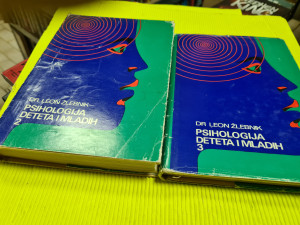 DR. LEON ŽLEBNIK
PSIHOLOGIJA
DETETA I MLADIH
2
DR. LEON ŽLEBNIK
PSIHOLOGIJA
DETETA I MLADIH
3